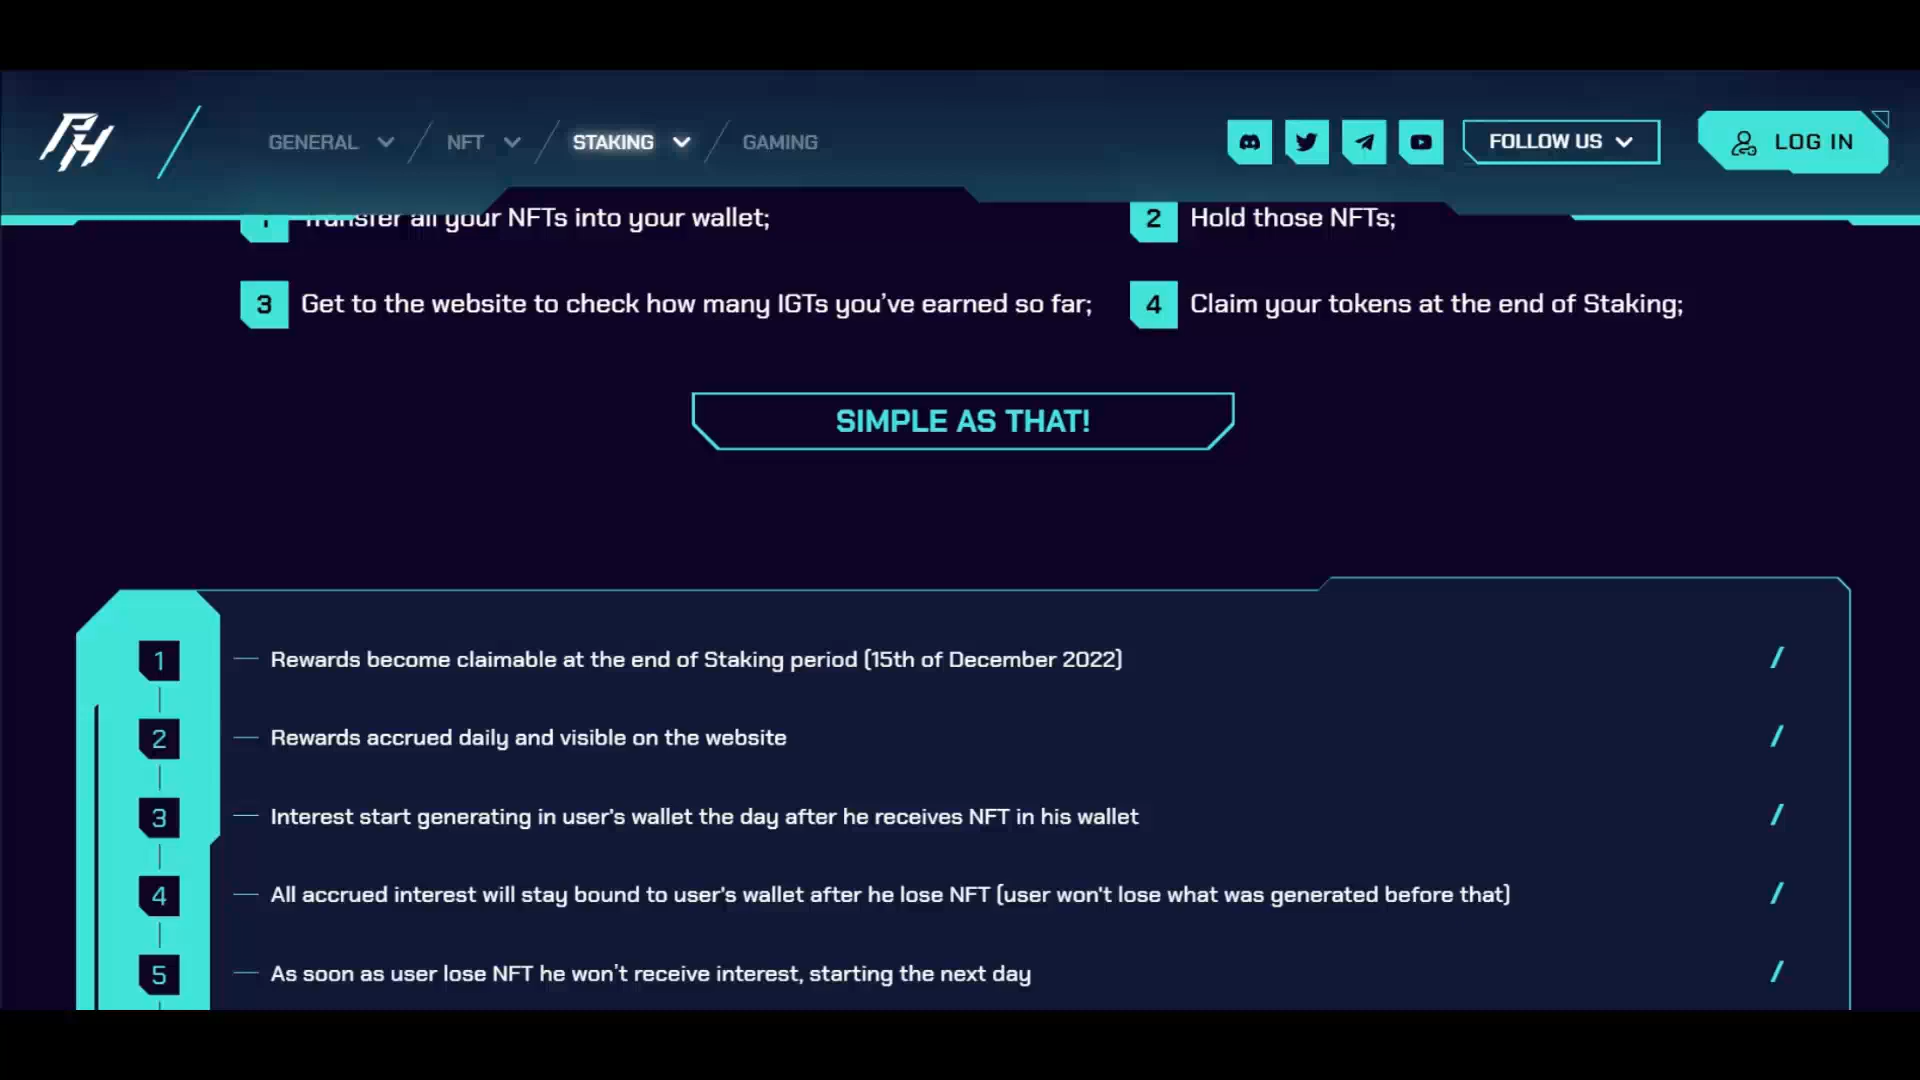 GENERAL
NFT
STAKING
GAMING
FOLLOW US
LOG IN
1 Transfer all your NFTs into your wallet;
2 Hold those NFTs;
3 Get to the website to check how many IGTs you've earned so far;
4 Claim your tokens at the end of Staking;
SIMPLE AS THAT!
1 Rewards become claimable at the end of Staking period (15th of December 2022)
2 Rewards accrued daily and visible on the website
3 Interest start generating in user's wallet the day after he receives NFT in his wallet
4 All accrued interest will stay bound to user's wallet after he lose NFT (user won't lose what was generated before that)
5 As soon as user lose NFT he won't receive interest, starting the next day